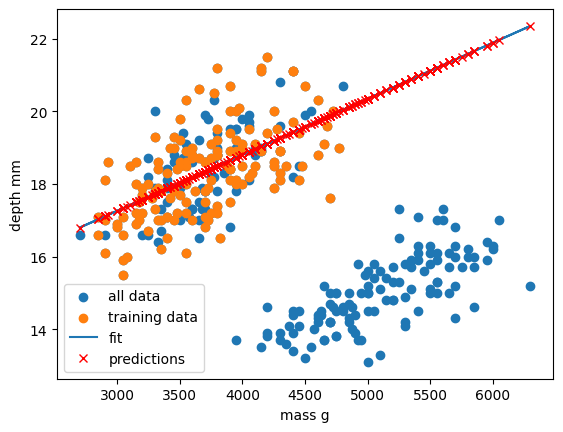 22
20
18
16
14
depth mm
all data
training data
fit
predictions
3000 3500 4000 4500 5000 5500 6000
mass g